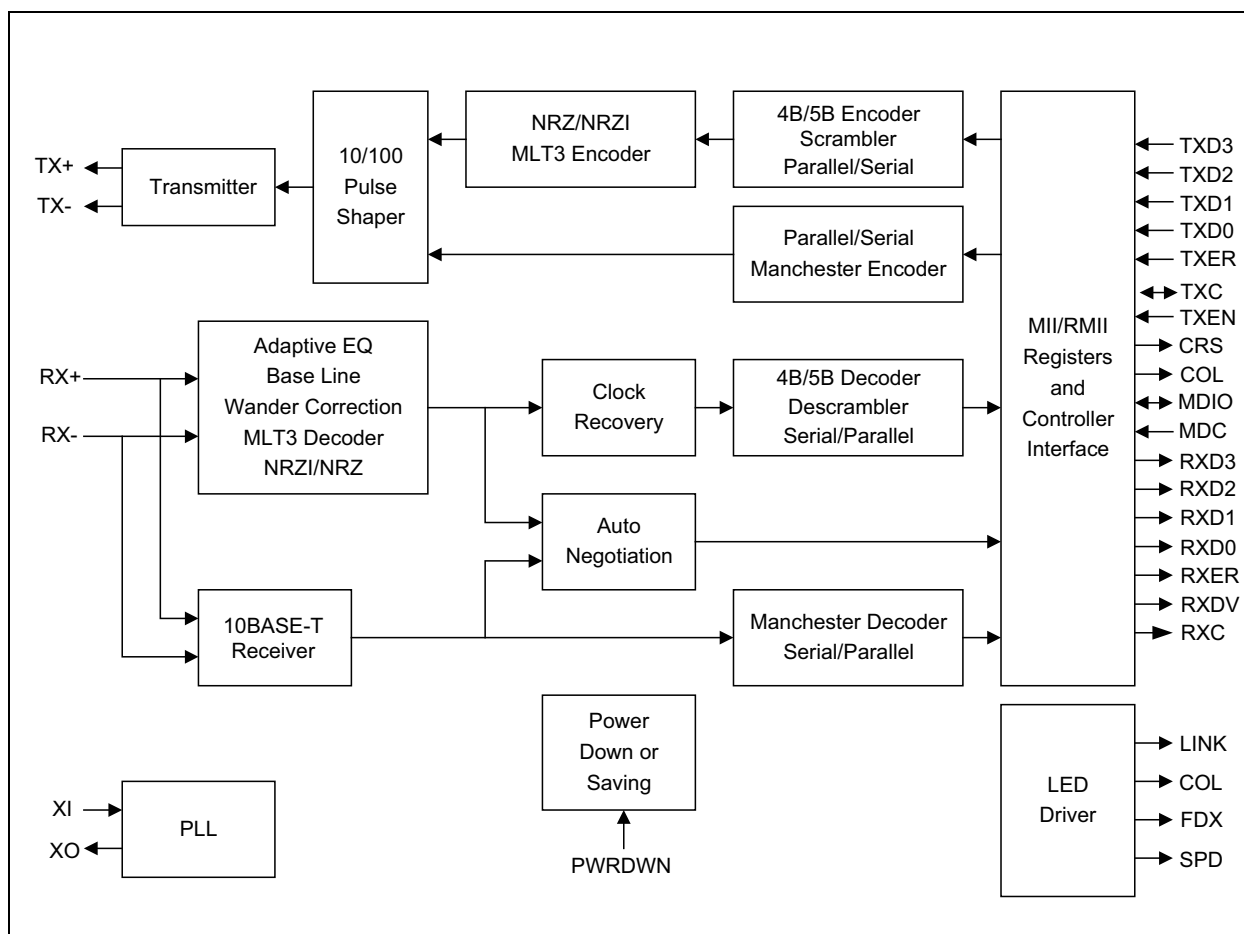 TX+
TX-
Transmitter
10/100
Pulse
Shaper
NRZ/NRZI
MLT3 Encoder
4B/5B Encoder
Scrambler
Parallel/Serial
Parallel/Serial
Manchester Encoder
RX+
RX-
Adaptive EQ
Base Line
Wander Correction
MLT3 Decoder
NRZI/NRZ
Clock
Recovery
4B/5B Decoder
Descrambler
Serial/Parallel
Auto
Negotiation
10BASE-T
Receiver
Manchester Decoder
Serial/Parallel
MII/RMII
Registers
and
Controller
Interface
TXD3
TXD2
TXD1
TXD0
TXER
TXC
TXEN
CRS
COL
MDIO
MDC
RXD3
RXD2
RXD1
RXD0
RXER
RXDV
RXC
Power
Down or
Saving
PWRDWN
XI
XO
PLL
LED
Driver
LINK
COL
FDX
SPD